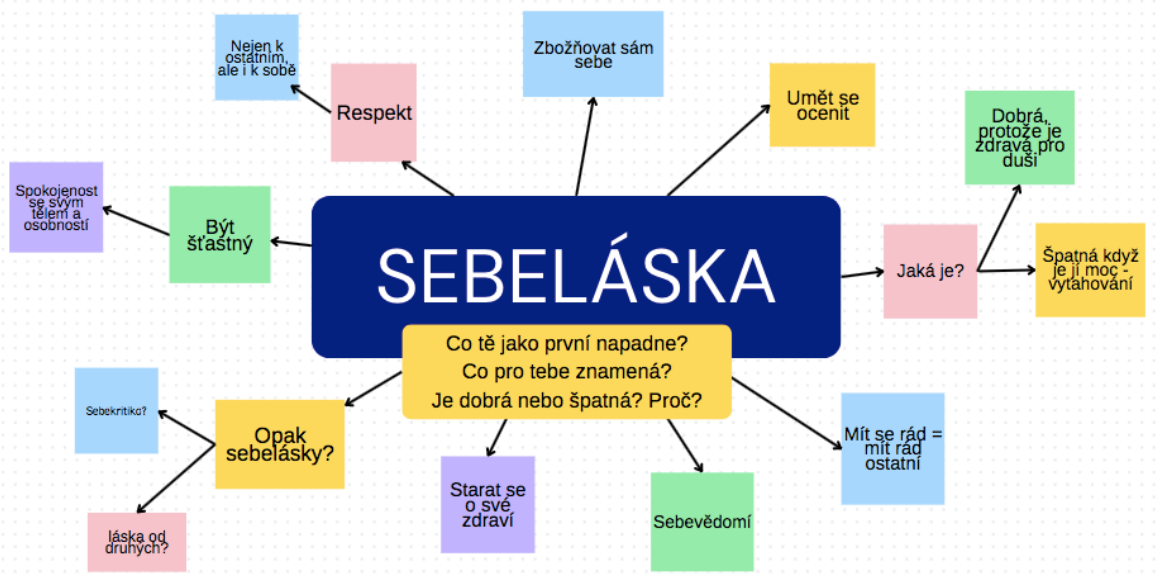 Nejen k
ostatním,
ale i k sobě
Respekt
Zbožňovat sám
sebe
Umět se
ocenit
Dobrá,
protože je
zdravá pro
duši
Spokojenost
se svým
tělem a
osobností
Být
šťastný
SEBELÁSKA
Jaká je?
Špatná když
je jí moc -
vytahování
Co tě jako první napadne?
Co pro tebe znamená?
Je dobrá nebo špatná? Proč?
Sebekritika?
Opak
sebelásky?
láska od
druhých?
Starat se
o své
zdraví
Sebevědomí
Mít se rád =
mít rád
ostatní